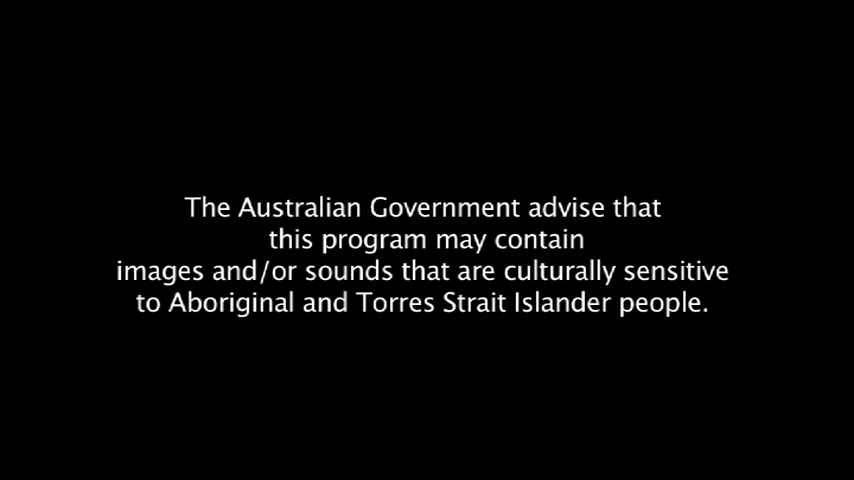 The Australian Government advise that
this program may contain
images and/or sounds that are culturally sensitive
to Aboriginal and Torres Strait Islander people.